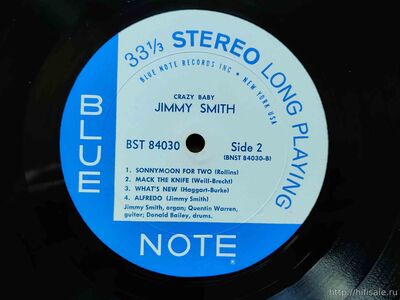 33⅓ STEREO LONG PLAYING
BLUE NOTE RECORDS INC • NEW YORK USA
CRAZY BABY
JIMMY SMITH
BST 84030
Side 2
(BNST 84030-B)
1. SONNYMOON FOR TWO (Rollins)
2. MACK THE KNIFE (Weill-Brecht)
3. WHAT'S NEW (Haggart-Burke)
4. ALFREDO (Jimmy Smith)
Jimmy Smith, organ; Quentin Warren,
guitar; Donald Bailey, drums.
BLUE
NOTE ®
https://hifisale.ru